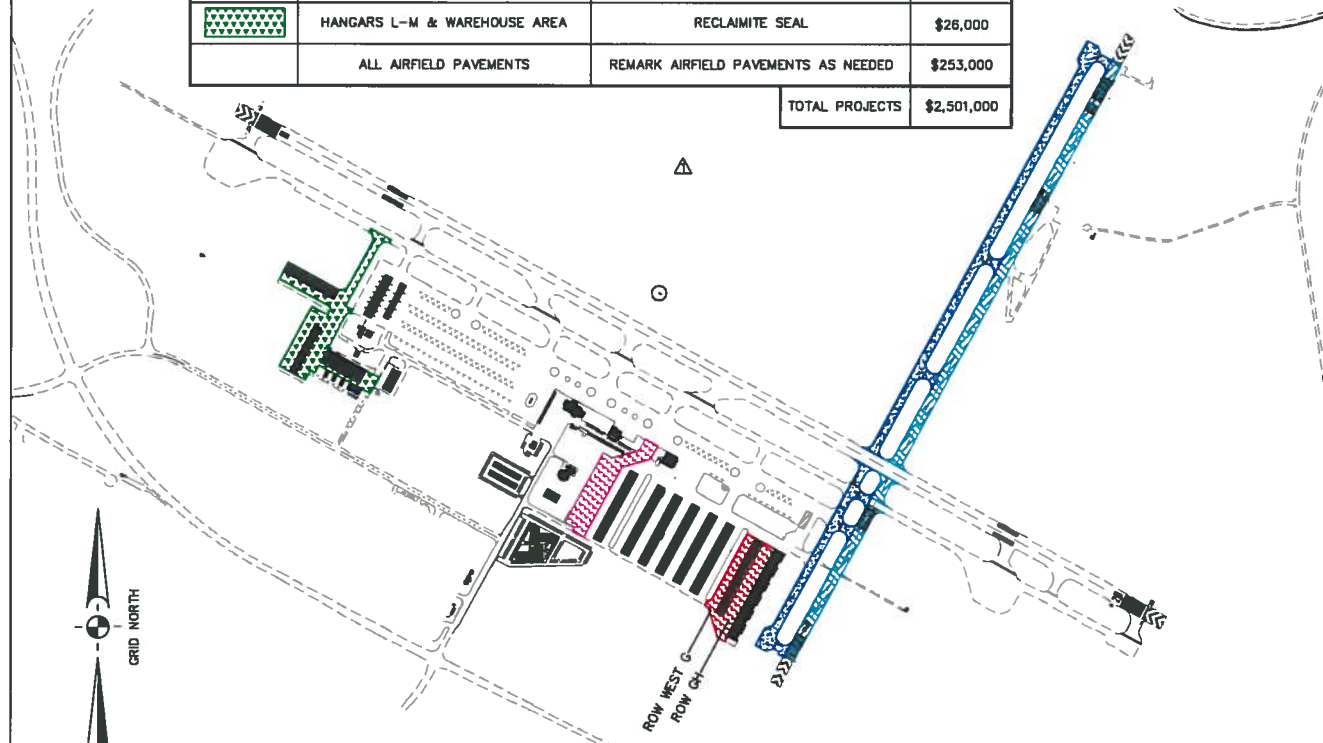 HANGARS L-M & WAREHOUSE AREA RECLAIMITE SEAL $26,000
ALL AIRFIELD PAVEMENTS REMARK AIRFIELD PAVEMENTS AS NEEDED $253,000
TOTAL PROJECTS $2,501,000
GRID NORTH
ROW WEST G
ROW GH